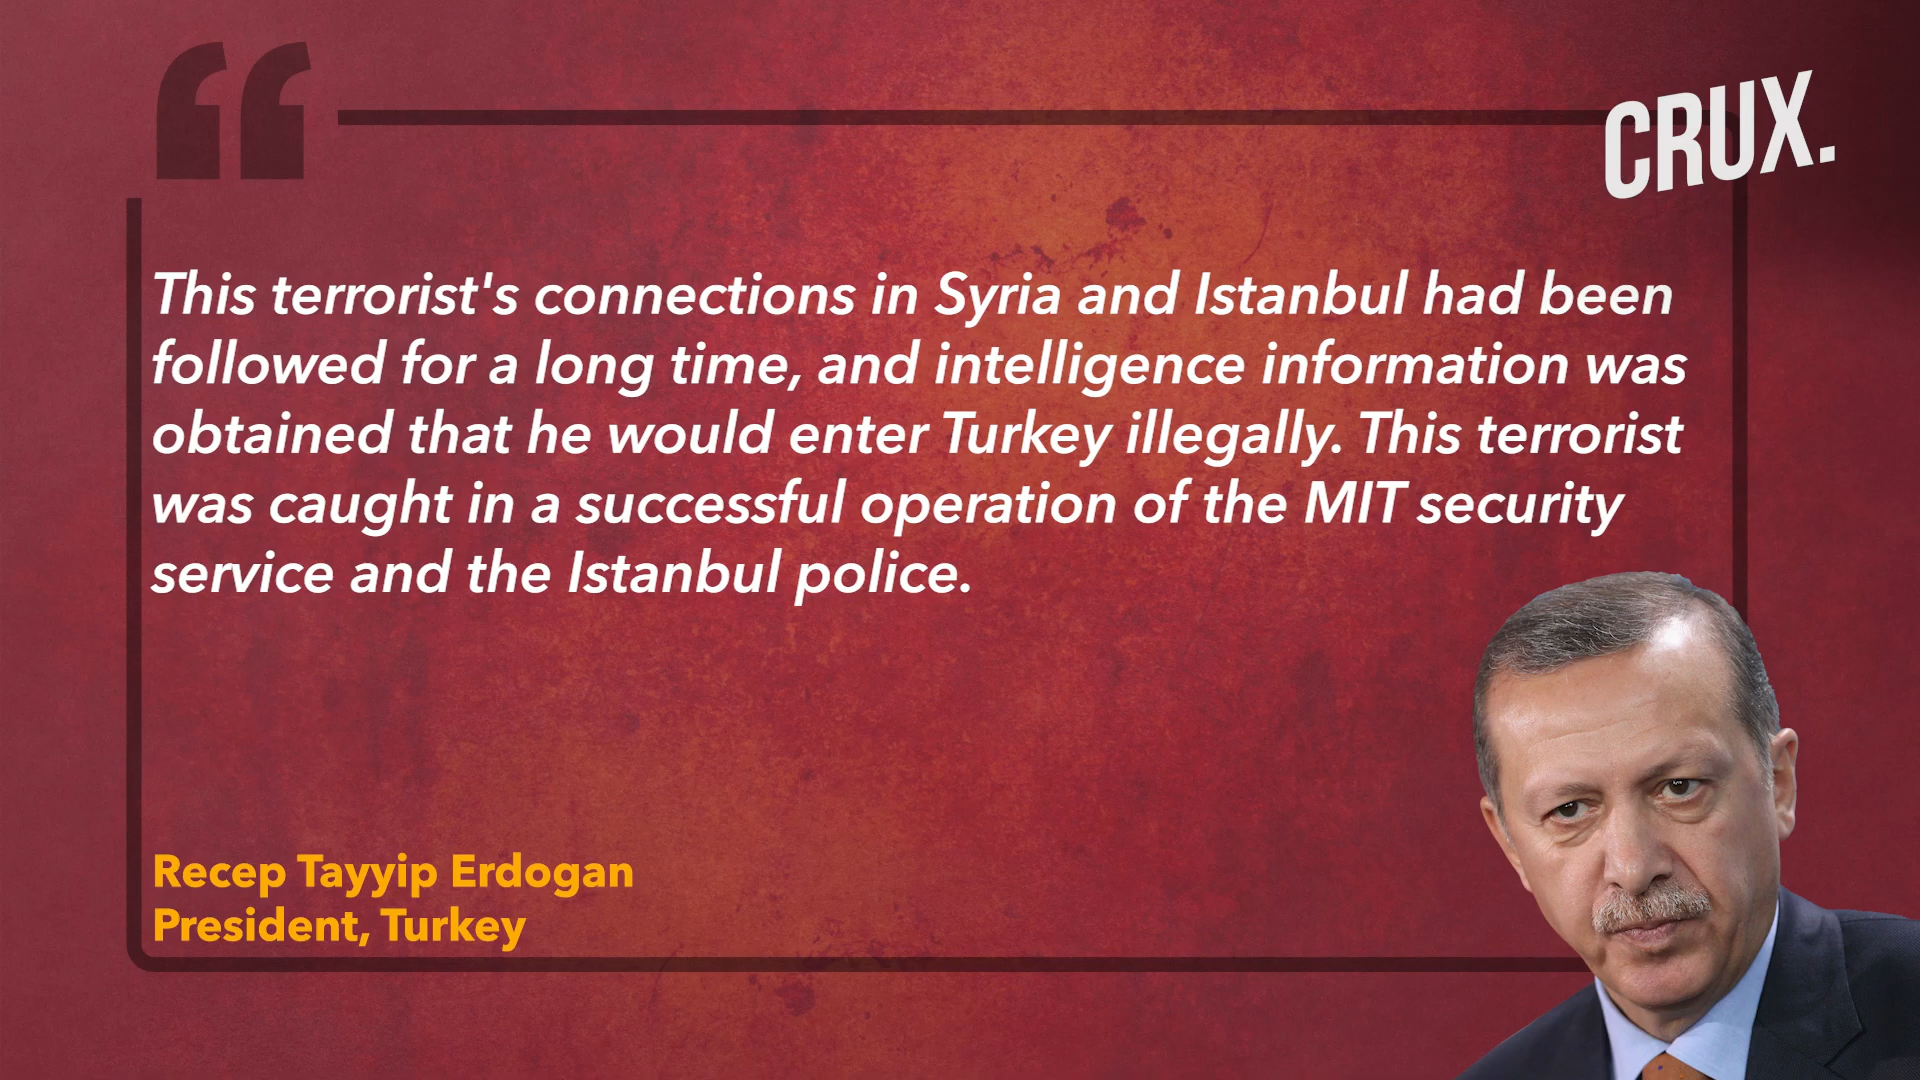 CRUX.
This terrorist's connections in Syria and Istanbul had been
followed for a long time, and intelligence information was
obtained that he would enter Turkey illegally. This terrorist
was caught in a successful operation of the MIT security
service and the Istanbul police.
Recep Tayyip Erdogan
President, Turkey